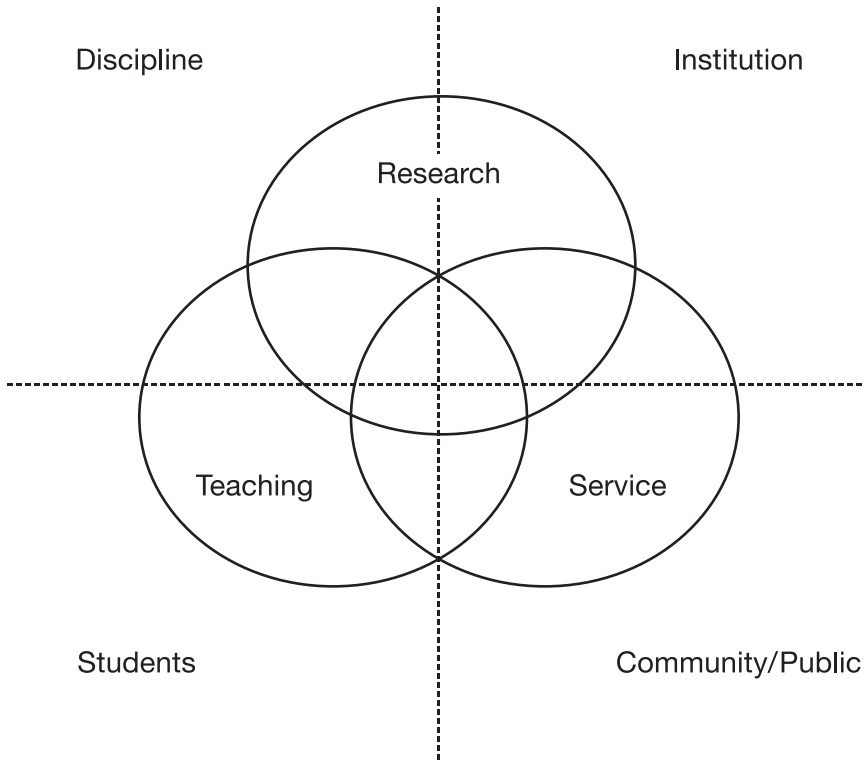 Discipline
Institution
Research
Teaching
Service
Students
Community/Public